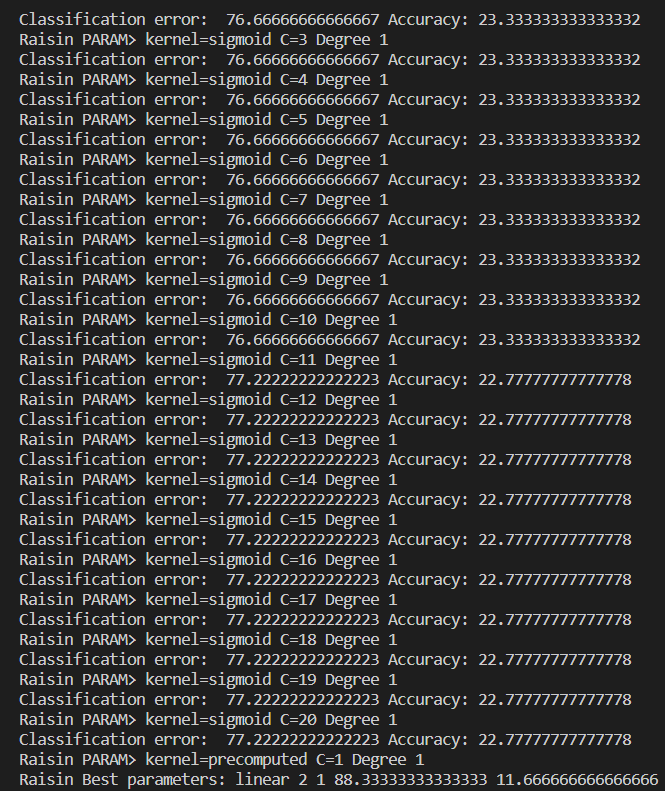 Classification error:  76.66666666666667 Accuracy: 23.333333333333332
Raisin PARAM> kernel=sigmoid C=3 Degree 1
Classification error:  76.66666666666667 Accuracy: 23.333333333333332
Raisin PARAM> kernel=sigmoid C=4 Degree 1
Classification error:  76.66666666666667 Accuracy: 23.333333333333332
Raisin PARAM> kernel=sigmoid C=5 Degree 1
Classification error:  76.66666666666667 Accuracy: 23.333333333333332
Raisin PARAM> kernel=sigmoid C=6 Degree 1
Classification error:  76.66666666666667 Accuracy: 23.333333333333332
Raisin PARAM> kernel=sigmoid C=7 Degree 1
Classification error:  76.66666666666667 Accuracy: 23.333333333333332
Raisin PARAM> kernel=sigmoid C=8 Degree 1
Classification error:  76.66666666666667 Accuracy: 23.333333333333332
Raisin PARAM> kernel=sigmoid C=9 Degree 1
Classification error:  76.66666666666667 Accuracy: 23.333333333333332
Raisin PARAM> kernel=sigmoid C=10 Degree 1
Classification error:  76.66666666666667 Accuracy: 23.333333333333332
Raisin PARAM> kernel=sigmoid C=11 Degree 1
Classification error:  77.22222222222223 Accuracy: 22.77777777777778
Raisin PARAM> kernel=sigmoid C=12 Degree 1
Classification error:  77.22222222222223 Accuracy: 22.77777777777778
Raisin PARAM> kernel=sigmoid C=13 Degree 1
Classification error:  77.22222222222223 Accuracy: 22.77777777777778
Raisin PARAM> kernel=sigmoid C=14 Degree 1
Classification error:  77.22222222222223 Accuracy: 22.77777777777778
Raisin PARAM> kernel=sigmoid C=15 Degree 1
Classification error:  77.22222222222223 Accuracy: 22.77777777777778
Raisin PARAM> kernel=sigmoid C=16 Degree 1
Classification error:  77.22222222222223 Accuracy: 22.77777777777778
Raisin PARAM> kernel=sigmoid C=17 Degree 1
Classification error:  77.22222222222223 Accuracy: 22.77777777777778
Raisin PARAM> kernel=sigmoid C=18 Degree 1
Classification error:  77.22222222222223 Accuracy: 22.77777777777778
Raisin PARAM> kernel=sigmoid C=19 Degree 1
Classification error:  77.22222222222223 Accuracy: 22.77777777777778
Raisin PARAM> kernel=sigmoid C=20 Degree 1
Classification error:  77.22222222222223 Accuracy: 22.77777777777778
Raisin PARAM> kernel=precomputed C=1 Degree 1
Raisin Best parameters: linear 2 1 88.33333333333333 11.666666666666666